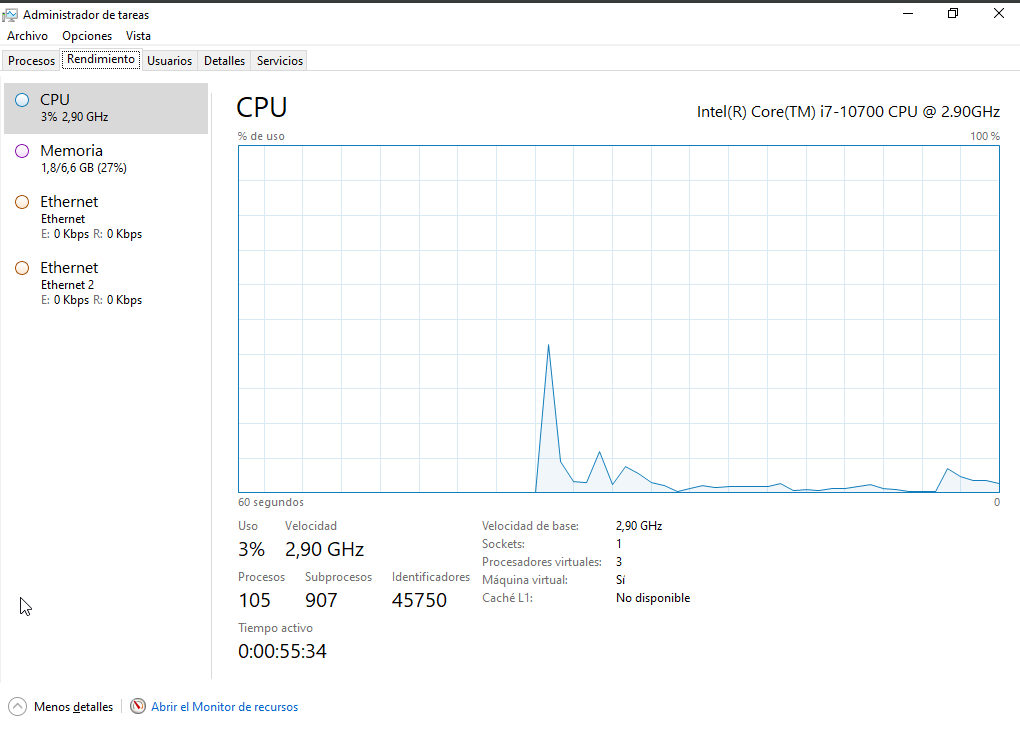 Administrador de tareas
Archivo Opciones Vista
Procesos Rendimiento Usuarios Detalles Servicios
CPU
3% 2,90 GHz
Memoria
1,8/6,6 GB (27%)
Ethernet
Ethernet
E: 0 Kbps R: 0 Kbps
Ethernet
Ethernet 2
E: 0 Kbps R: 0 Kbps
CPU
Intel(R) Core(TM) i7-10700 CPU @ 2.90GHz
% de uso 100 %
60 segundos 0
Uso Velocidad
3% 2,90 GHz
Procesos Subprocesos Identificadores
105 907 45750
Tiempo activo
0:00:55:34
Velocidad de base: 2,90 GHz
Sockets: 1
Procesadores virtuales: 3
Máquina virtual: Sí
Caché L1: No disponible
Menos detalles Abrir el Monitor de recursos